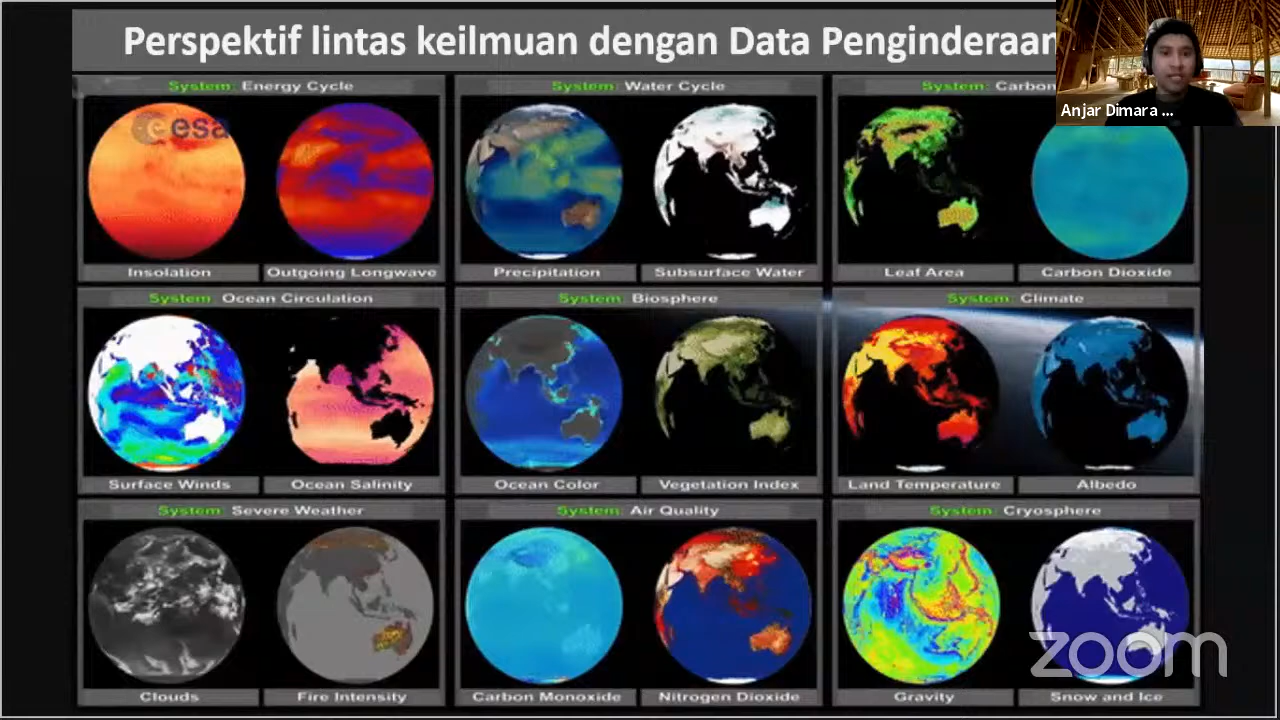 Perspektif lintas keilmuan dengan Data Penginderaan
Anjar Dimara ...
System: Energy Cycle
System: Water Cycle
System: Carbon
esa
Insolation
Outgoing Longwave
Precipitation
Subsurface Water
Leaf Area
Carbon Dioxide
System: Ocean Circulation
System: Biosphere
System: Climate
Surface Winds
Ocean Salinity
Ocean Color
Vegetation Index
Land Temperature
Albedo
System: Severe Weather
System: Air Quality
System: Cryosphere
Clouds
Fire Intensity
Carbon Monoxide
Nitrogen Dioxide
Gravity
Snow and Ice
zoom